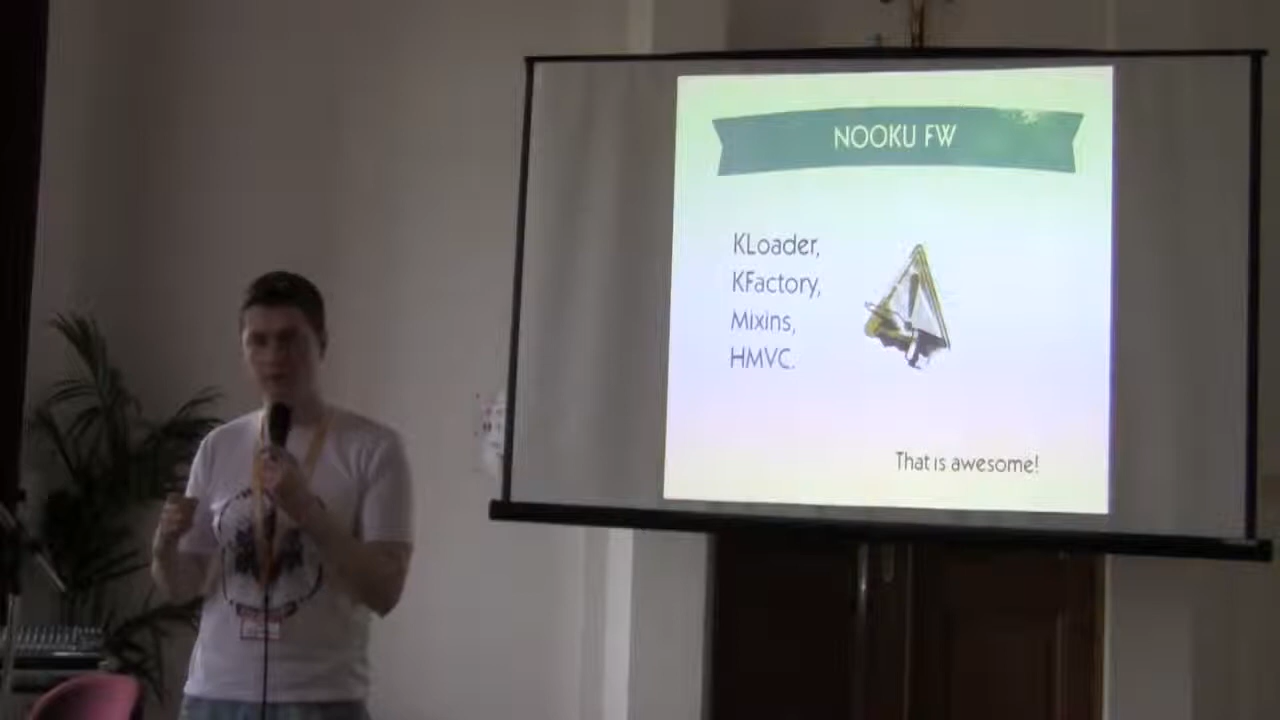 NOOKU FW
KLoader,
KFactory,
Mixins,
HMVC.
That is awesome!